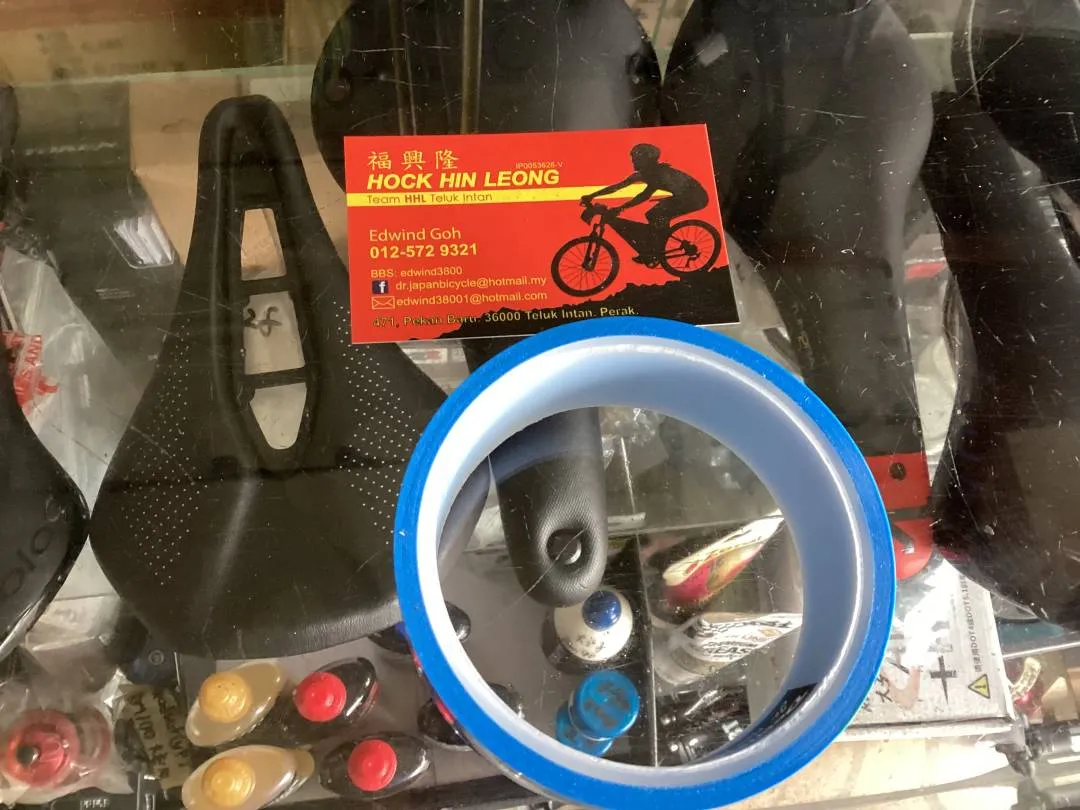 福興隆
IP0053626-V
HOCK HIN LEONG
Team HHL Teluk Intan
Edwind Goh
012-572 9321
BBS: edwind3800
f dr.japanbicycle@hotmail.my
edwind38001@hotmail.com
471, Pekan Baru. 36000 Teluk Intan. Perak.
28